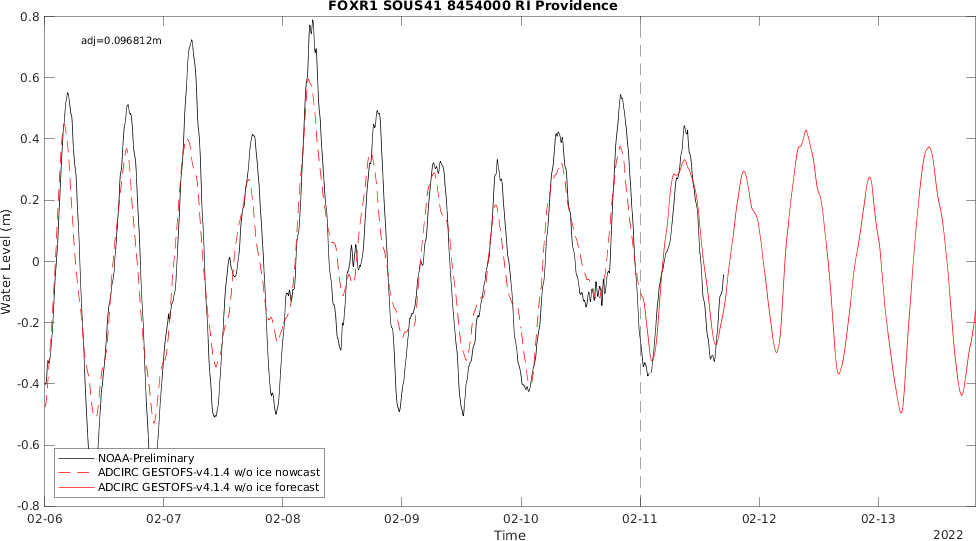 FOXR1 SOUS41 8454000 RI Providence
adj=0.096812m
0.8
0.6
0.4
0.2
0
-0.2
-0.4
-0.6
-0.8
Water Level (m)
NOAA-Preliminary
ADCIRC GESTOFS-v4.1.4 w/o ice nowcast
ADCIRC GESTOFS-v4.1.4 w/o ice forecast
02-06 02-07 02-08 02-09 02-10 02-11 02-12 02-13
Time
2022